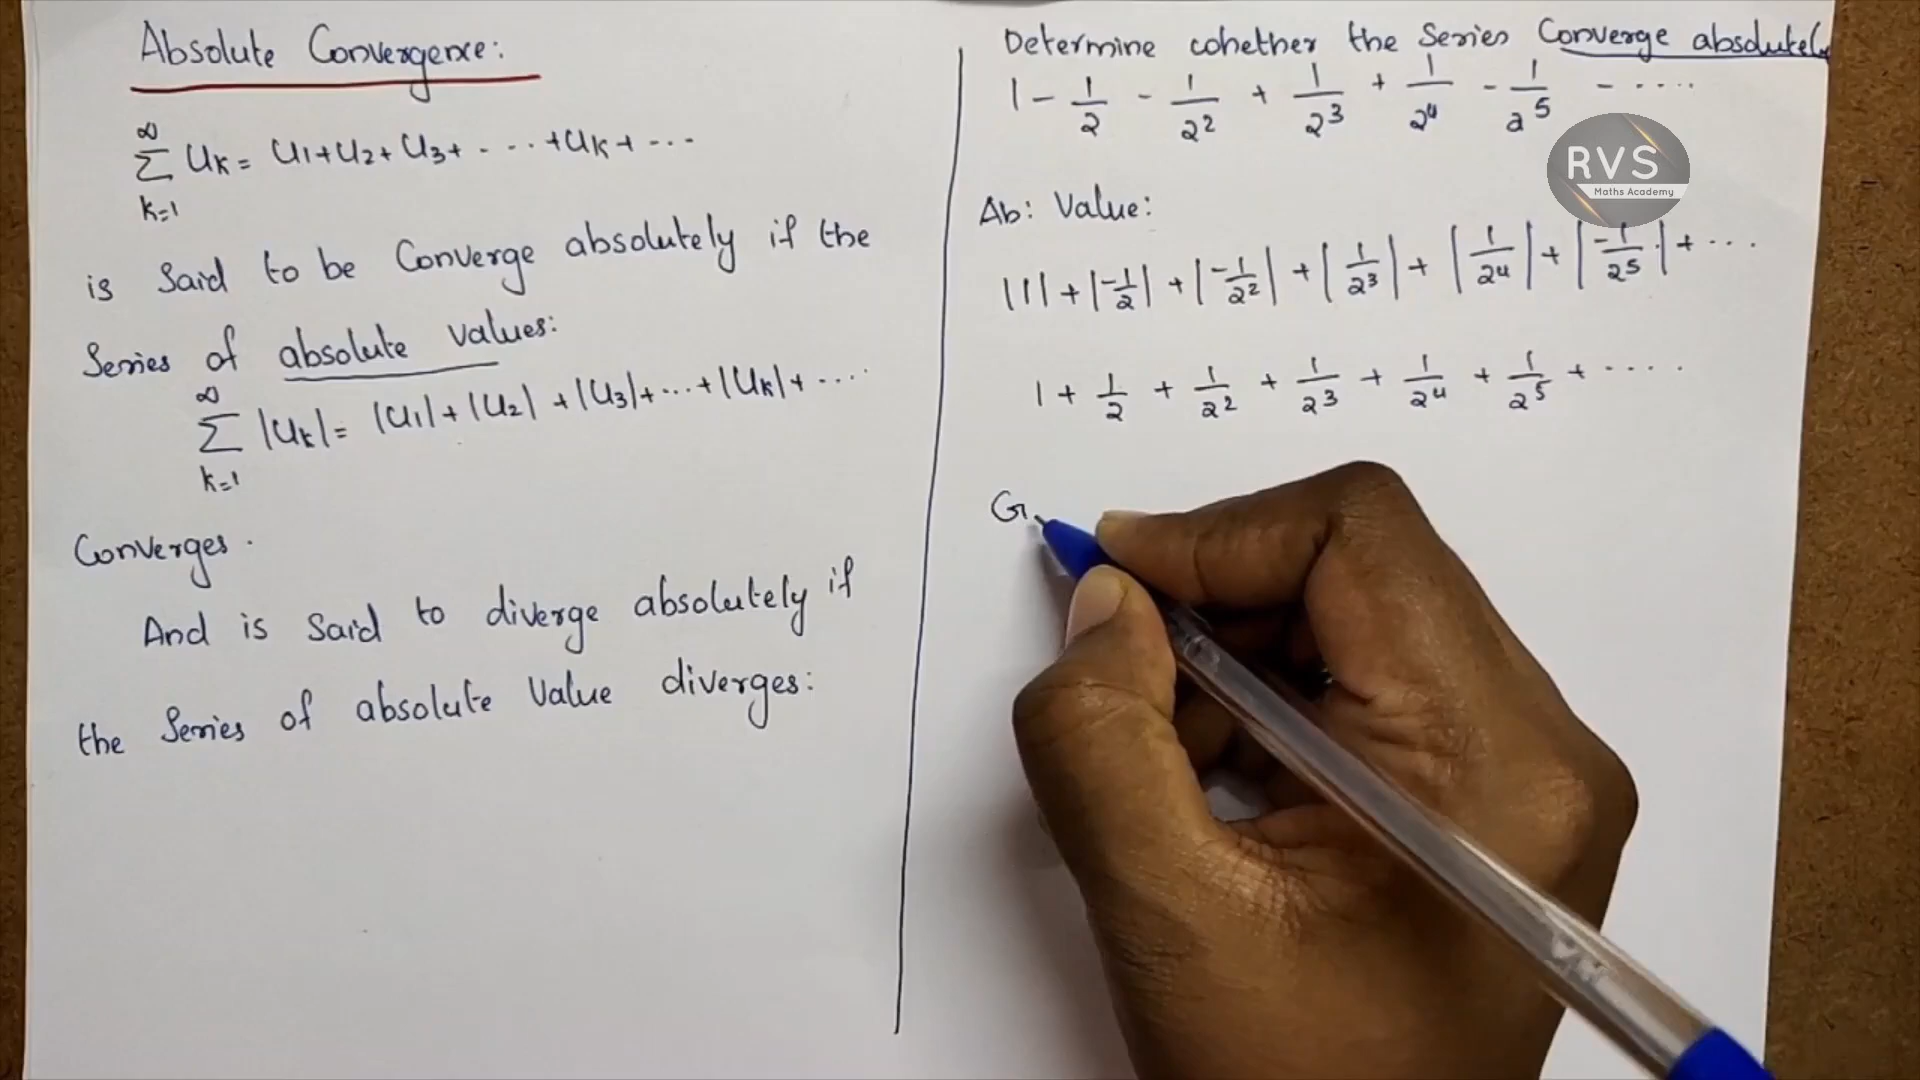 Absolute Convergence:
∞
Σ Uk = U1+U2+U3+ - ... +Uk+ ...
k=1
is said to be Converge absolutely if the
Series of absolute values:
∞
Σ |Uk| = |U1|+|U2| +|U3|+...+|Uk|+ ....
k=1
Converges.
And is said to diverge absolutely if
the Series of absolute Value diverges:
Determine whether the Series Converge absolutely
1 - 1/2 - 1/2² + 1/2³ + 1/2⁴ - 1/2⁵ - .....
RVS
Maths Academy
Ab: Value:
|1| + |-1/2| + |-1/2²| + |1/2³| + |1/2⁴| + |-1/2⁵| + ....
1 + 1/2 + 1/2² + 1/2³ + 1/2⁴ + 1/2⁵ + .....
G